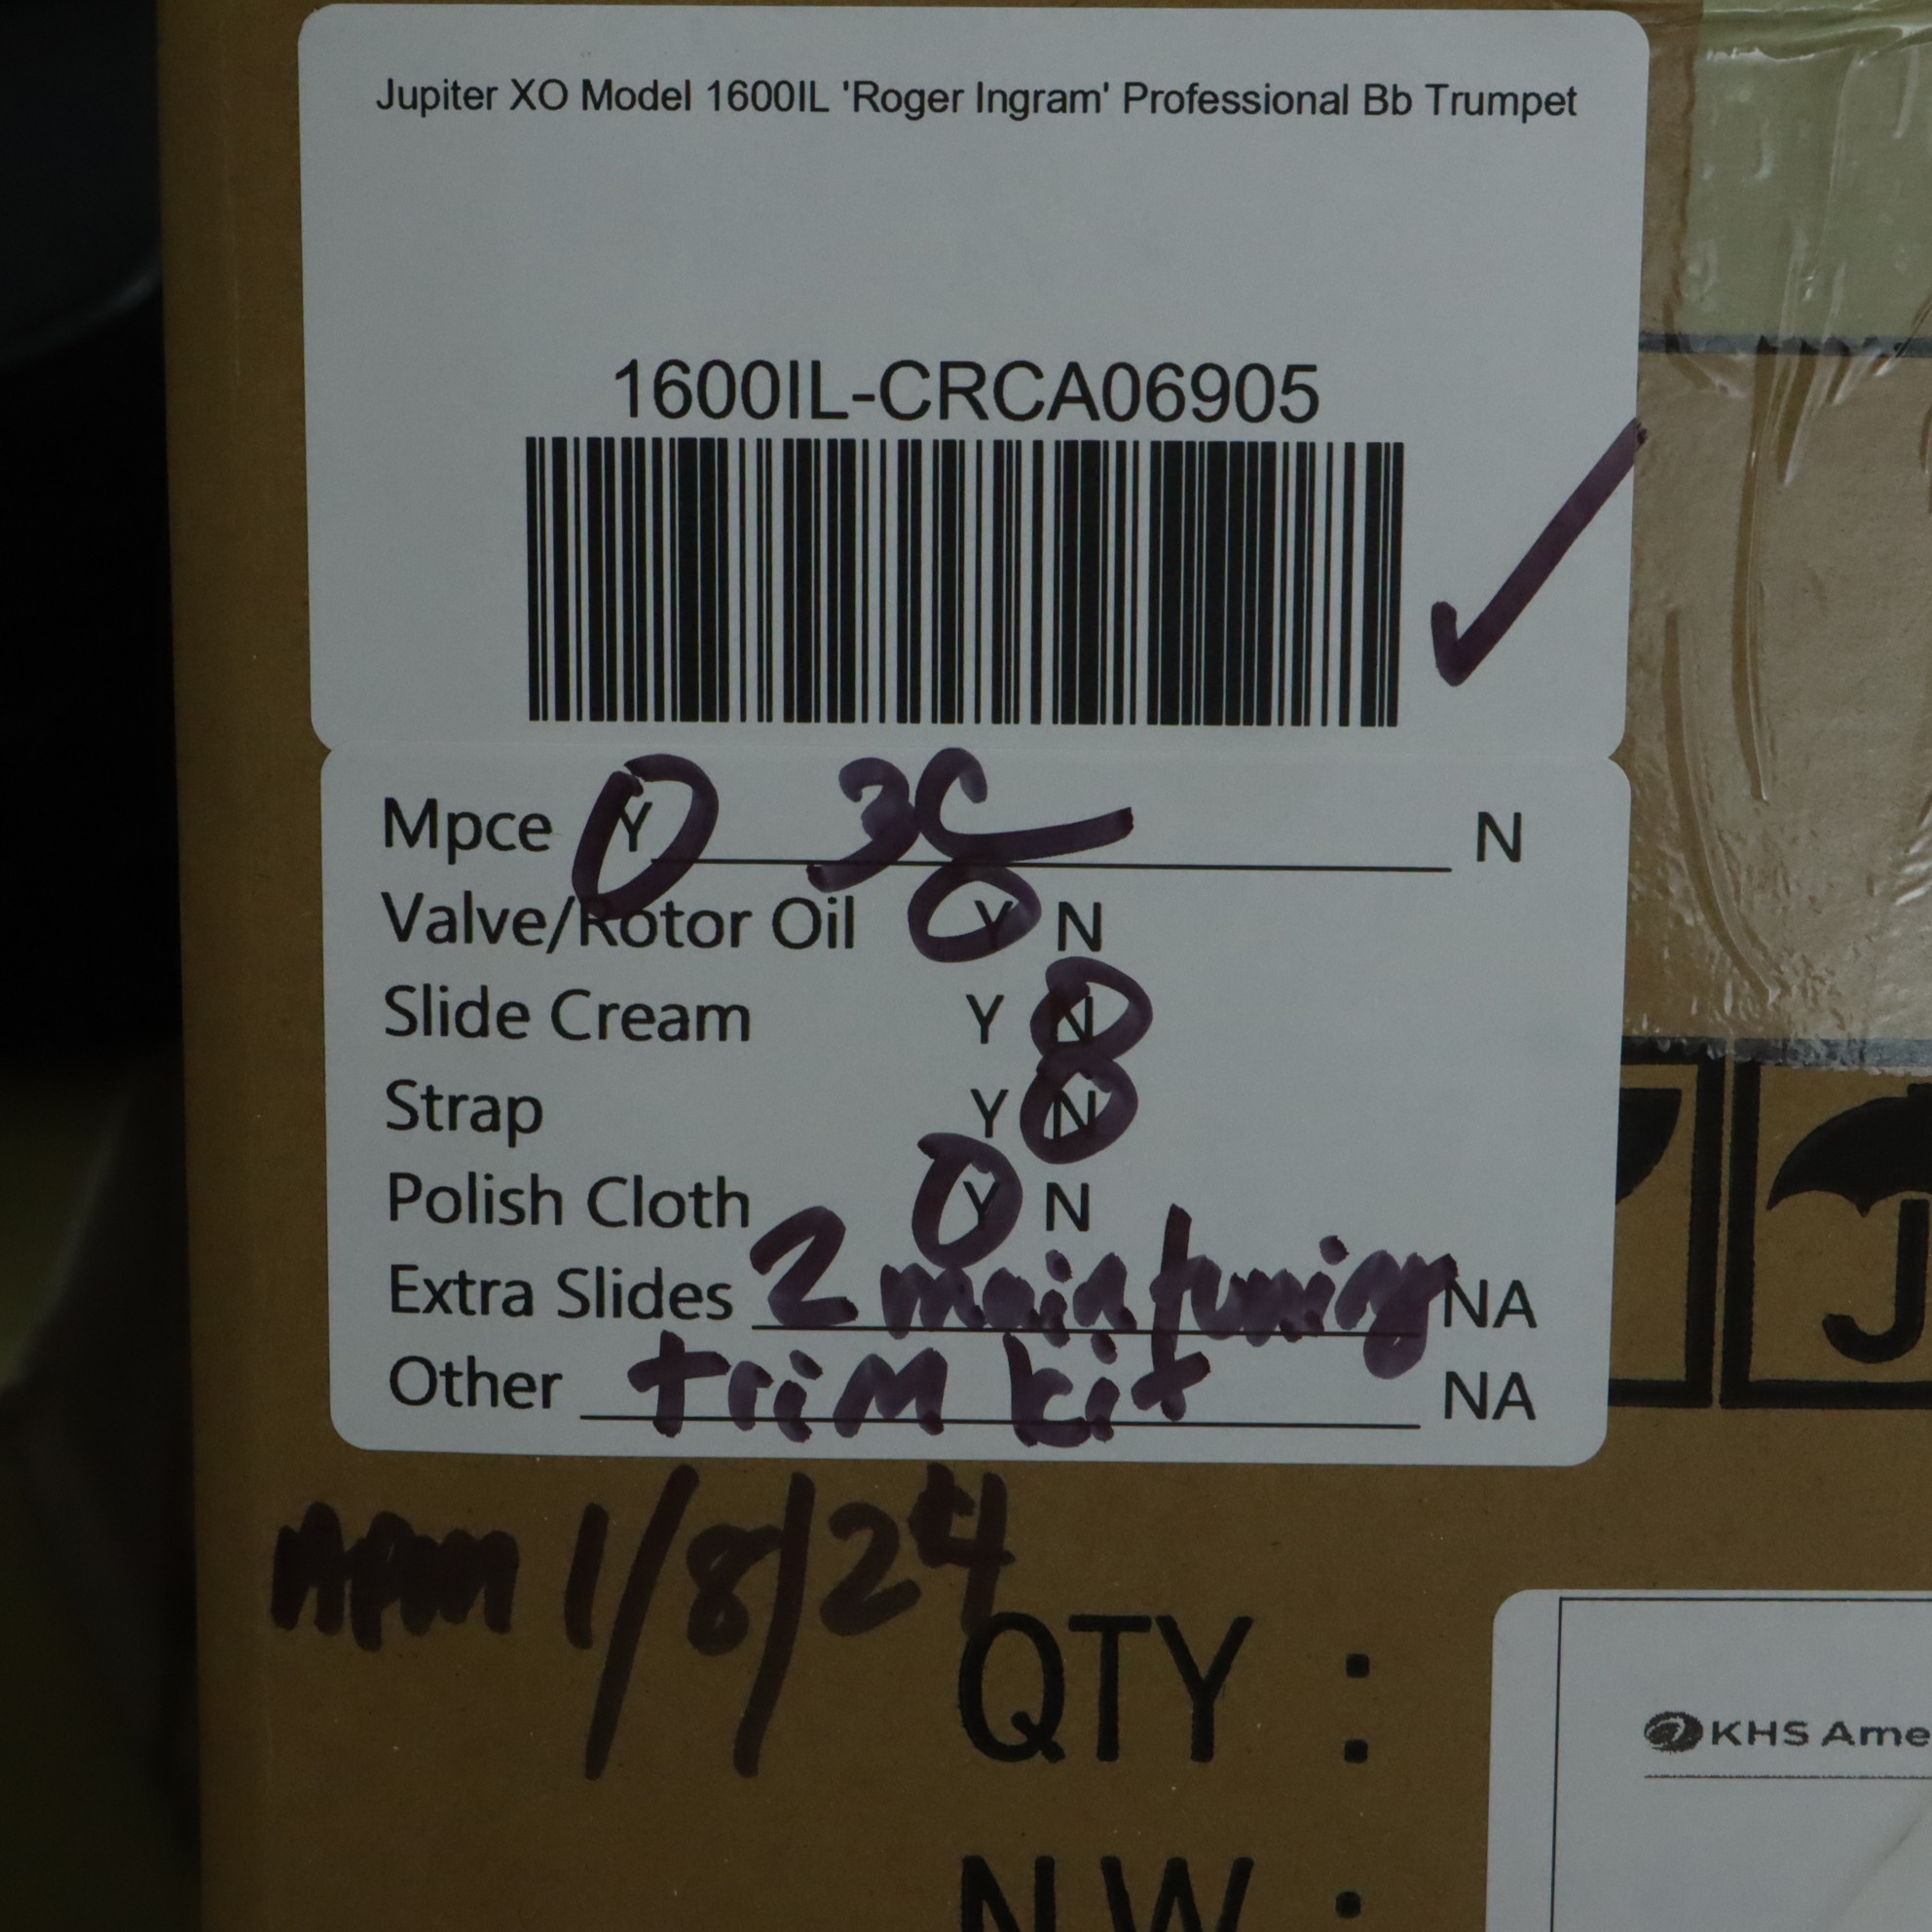 Jupiter XO Model 1600IL 'Roger Ingram' Professional Bb Trumpet
1600IL-CRCA06905
Mpce Y 3C N
Valve/Rotor Oil Y N
Slide Cream Y N
Strap Y N
Polish Cloth Y N
Extra Slides 2 main tuning NA
Other trim kit NA
1/8/24
QTY :
KHS Ame
N.W :